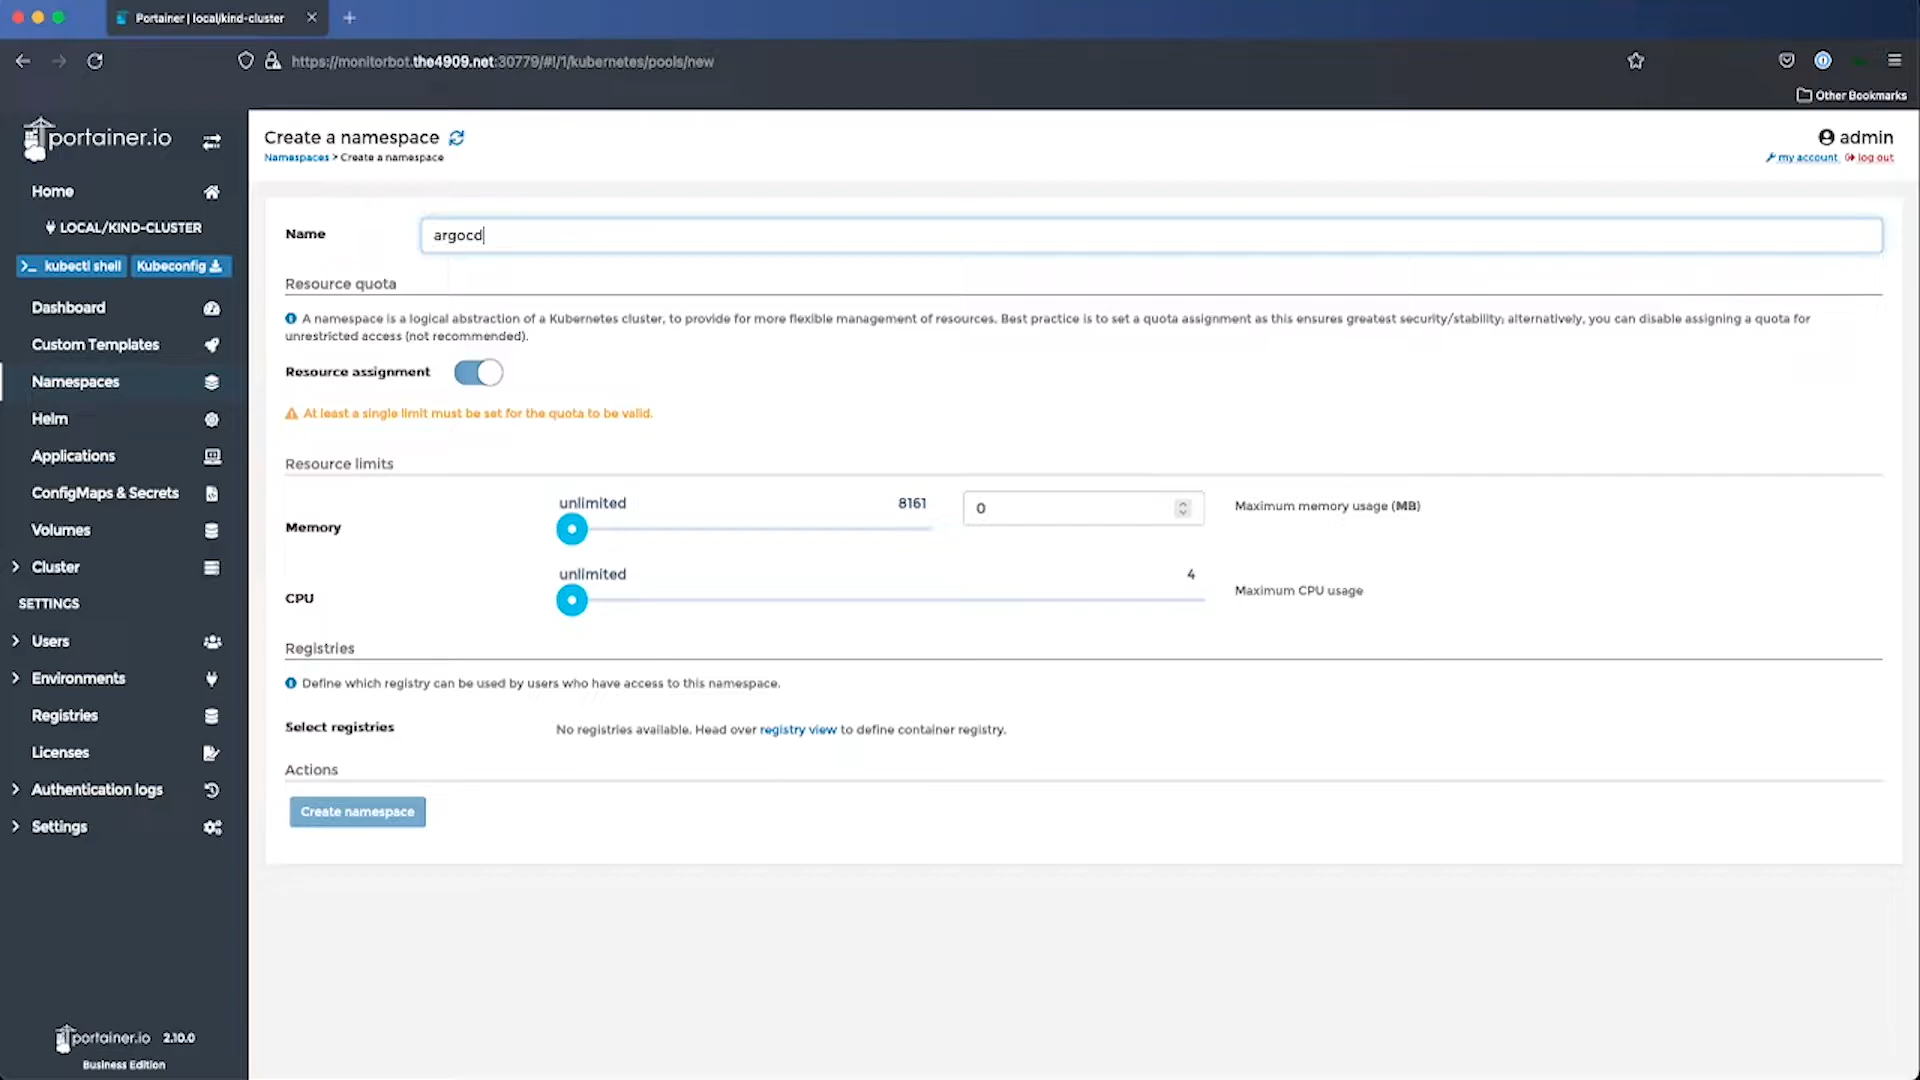 Portainer | local/kind-cluster
https://monitorbot.the4909.net:30779/#!/1/kubernetes/pools/new
Other Bookmarks
portainer.io
Home
LOCAL/KIND-CLUSTER
>_ kubectl shell
Kubeconfig
Dashboard
Custom Templates
Namespaces
Helm
Applications
ConfigMaps & Secrets
Volumes
Cluster
SETTINGS
Users
Environments
Registries
Licenses
Authentication logs
Settings
portainer.io 2.10.0
Business Edition
Create a namespace
Namespaces > Create a namespace
admin
my account log out
Name
argocd
Resource quota
A namespace is a logical abstraction of a Kubernetes cluster, to provide for more flexible management of resources. Best practice is to set a quota assignment as this ensures greatest security/stability; alternatively, you can disable assigning a quota for
unrestricted access (not recommended).
Resource assignment
At least a single limit must be set for the quota to be valid.
Resource limits
Memory
unlimited 8161
0
Maximum memory usage (MB)
CPU
unlimited 4
Maximum CPU usage
Registries
Define which registry can be used by users who have access to this namespace.
Select registries
No registries available. Head over registry view to define container registry.
Actions
Create namespace